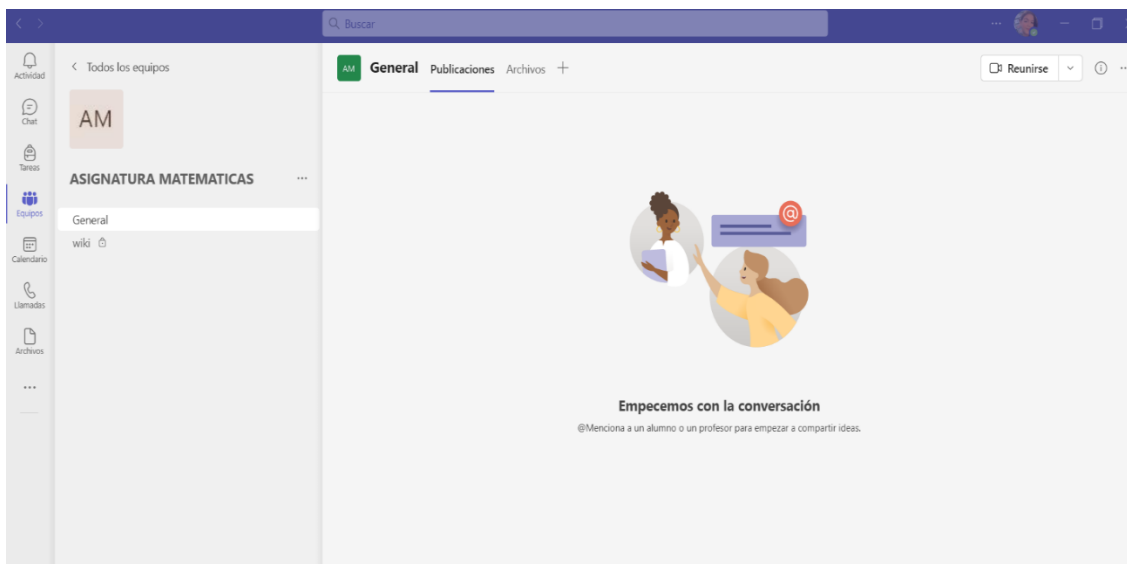 Buscar
Actividad
Chat
Tareas
Equipos
Calendario
Llamadas
Archivos
Todos los equipos
AM
ASIGNATURA MATEMATICAS
General
wiki
AM General Publicaciones Archivos
Reunirse
@
Empecemos con la conversación
@Menciona a un alumno o un profesor para empezar a compartir ideas.